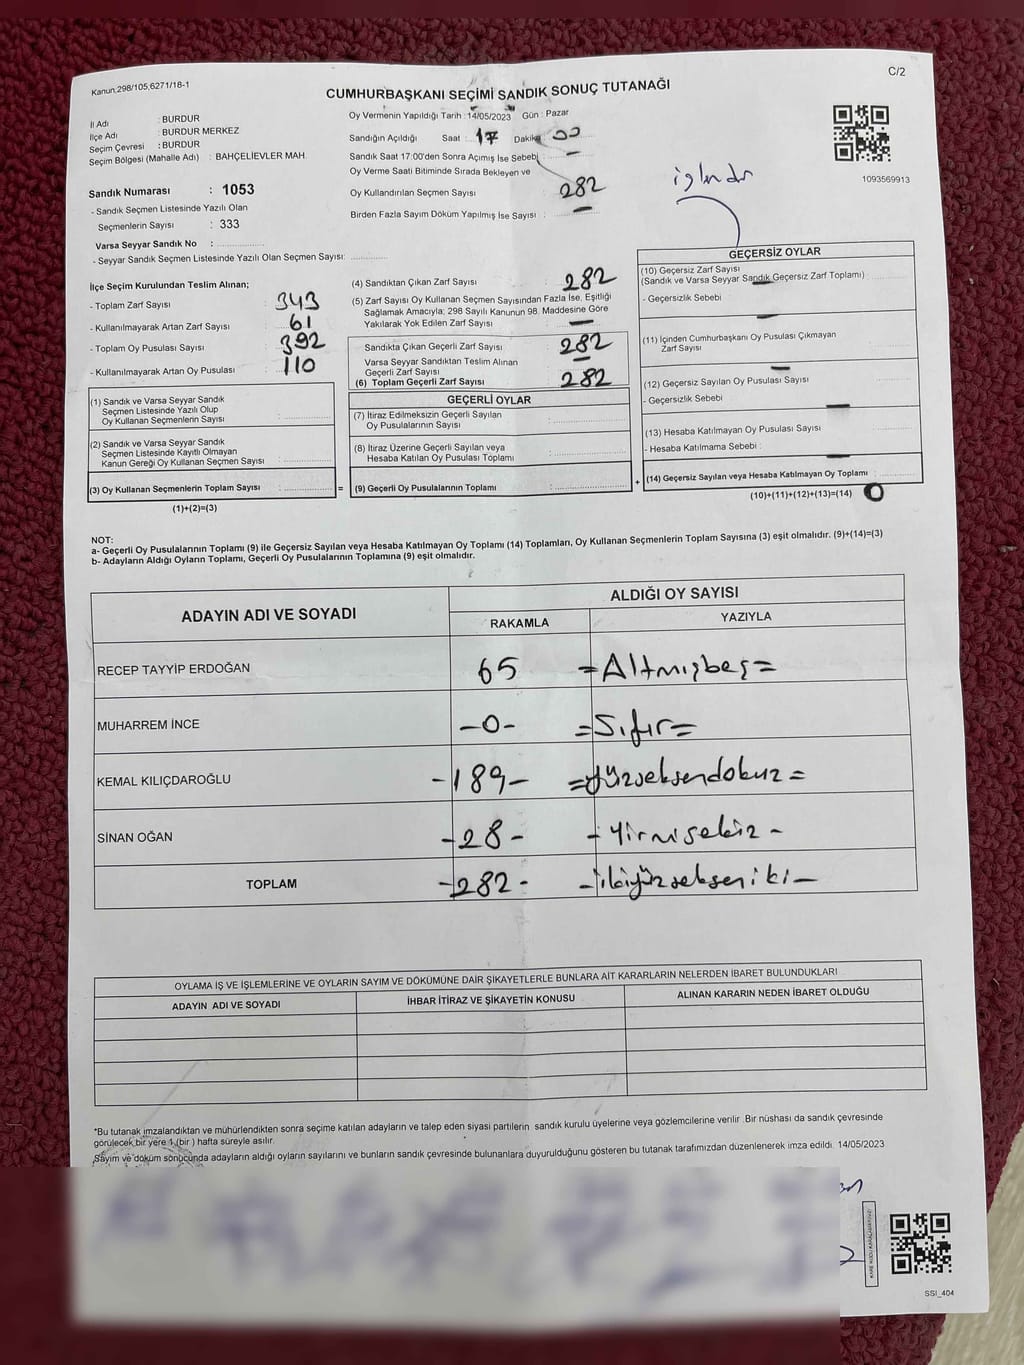 Kanun.298/105,6271/18-1
C/2
CUMHURBAŞKANI SEÇİMİ SANDIK SONUÇ TUTANAĞI
İl Adı : BURDUR
İlçe Adı : BURDUR MERKEZ
Seçim Çevresi : BURDUR
Seçim Bölgesi (Mahalle Adı) : BAHÇELİEVLER MAH.
Sandık Numarası : 1053
- Sandık Seçmen Listesinde Yazılı Olan
Seçmenlerin Sayısı : 333
Varsa Seyyar Sandık No :
- Seyyar Sandık Seçmen Listesinde Yazılı Olan Seçmen Sayısı:
Oy Vermenin Yapıldığı Tarih : 14/05/2023 Gün : Pazar
Sandığın Açıldığı Saat : 17 Dakika 00
Sandık Saat 17:00'den Sonra Açımış İse Sebebi : —
Oy Verme Saati Bitiminde Sırada Bekleyen ve
Oy Kullandırılan Seçmen Sayısı : 282
Birden Fazla Sayım Döküm Yapılmış İse Sayısı : —
işlendi
1093569913
İlçe Seçim Kurulundan Teslim Alınan;
- Toplam Zarf Sayısı : 343
- Kullanılmayarak Artan Zarf Sayısı : 61
- Toplam Oy Pusulası Sayısı : 392
- Kullanılmayarak Artan Oy Pusulası : 110
(4) Sandıktan Çıkan Zarf Sayısı : 282
(5) Zarf Sayısı Oy Kullanan Seçmen Sayısından Fazla İse, Eşitliği
Sağlamak Amacıyla; 298 Sayılı Kanunun 98. Maddesine Göre
Yakılarak Yok Edilen Zarf Sayısı : —
Sandıkta Çıkan Geçerli Zarf Sayısı : 282
Varsa Seyyar Sandıktan Teslim Alınan
Geçerli Zarf Sayısı : —
(6) Toplam Geçerli Zarf Sayısı : 282
(1) Sandık ve Varsa Seyyar Sandık
Seçmen Listesinde Yazılı Olup
Oy Kullanan Seçmenlerin Sayısı :
(2) Sandık ve Varsa Seyyar Sandık
Seçmen Listesinde Kayıtlı Olmayan
Kanun Gereği Oy Kullanan Seçmen Sayısı :
(3) Oy Kullanan Seçmenlerin Toplam Sayısı :
(1)+(2)=(3)
=
GEÇERLİ OYLAR
(7) İtiraz Edilmeksizin Geçerli Sayılan
Oy Pusulalarının Sayısı :
(8) İtiraz Üzerine Geçerli Sayılan veya
Hesaba Katılan Oy Pusulası Toplamı :
(9) Geçerli Oy Pusulalarının Toplamı :
+
GEÇERSİZ OYLAR
(10) Geçersiz Zarf Sayısı
(Sandık ve Varsa Seyyar Sandık Geçersiz Zarf Toplamı) : —
- Geçersizlik Sebebi : —
(11) İçinden Cumhurbaşkanı Oy Pusulası Çıkmayan
Zarf Sayısı : —
(12) Geçersiz Sayılan Oy Pusulası Sayısı :
- Geçersizlik Sebebi : —
(13) Hesaba Katılmayan Oy Pusulası Sayısı :
- Hesaba Katılmama Sebebi : —
(14) Geçersiz Sayılan veya Hesaba Katılmayan Oy Toplamı :
(10)+(11)+(12)+(13)=(14) 0
NOT:
a- Geçerli Oy Pusulalarının Toplamı (9) ile Geçersiz Sayılan veya Hesaba Katılmayan Oy Toplamı (14) Toplamları, Oy Kullanan Seçmenlerin Toplam Sayısına (3) eşit olmalıdır. (9)+(14)=(3)
b- Adayların Aldığı Oyların Toplamı, Geçerli Oy Pusulalarının Toplamına (9) eşit olmalıdır.
ADAYIN ADI VE SOYADI
ALDIĞI OY SAYISI
RAKAMLA YAZIYLA
RECEP TAYYİP ERDOĞAN 65 =Altmışbeş=
MUHARREM İNCE -0- =Sıfır=
KEMAL KILIÇDAROĞLU -189- =Yüzseksendokuz=
SİNAN OĞAN -28- -Yirmisekiz-
TOPLAM -282- -ikiyüzsekseniki-
OYLAMA İŞ VE İŞLEMLERİNE VE OYLARIN SAYIM VE DÖKÜMÜNE DAİR ŞİKAYETLERLE BUNLARA AİT KARARLARIN NELERDEN İBARET BULUNDUKLARI
ADAYIN ADI VE SOYADI İHBAR İTİRAZ VE ŞİKAYETİN KONUSU ALINAN KARARIN NEDEN İBARET OLDUĞU
*Bu tutanak imzalandıktan ve mühürlendikten sonra seçime katılan adayların ve talep eden siyasi partilerin sandık kurulu üyelerine veya gözlemcilerine verilir .Bir nüshası da sandık çevresinde
görülecek bir yere 1 (bir ) hafta süreyle asılır.
Sayım ve döküm sonucunda adayların aldığı oyların sayılarını ve bunların sandık çevresinde bulunanlara duyurulduğunu gösteren bu tutanak tarafımızdan düzenlenerek imza edildi. 14/05/2023
SSI_404